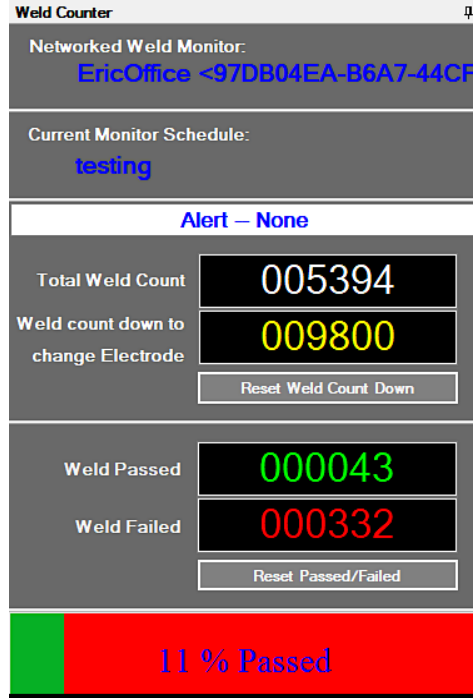 Weld Counter
Networked Weld Monitor:
EricOffice <97DB04EA-B6A7-44CF
Current Monitor Schedule:
testing
Alert – None
Total Weld Count 005394
Weld count down to
change Electrode 009800
Reset Weld Count Down
Weld Passed 000043
Weld Failed 000332
Reset Passed/Failed
11 % Passed